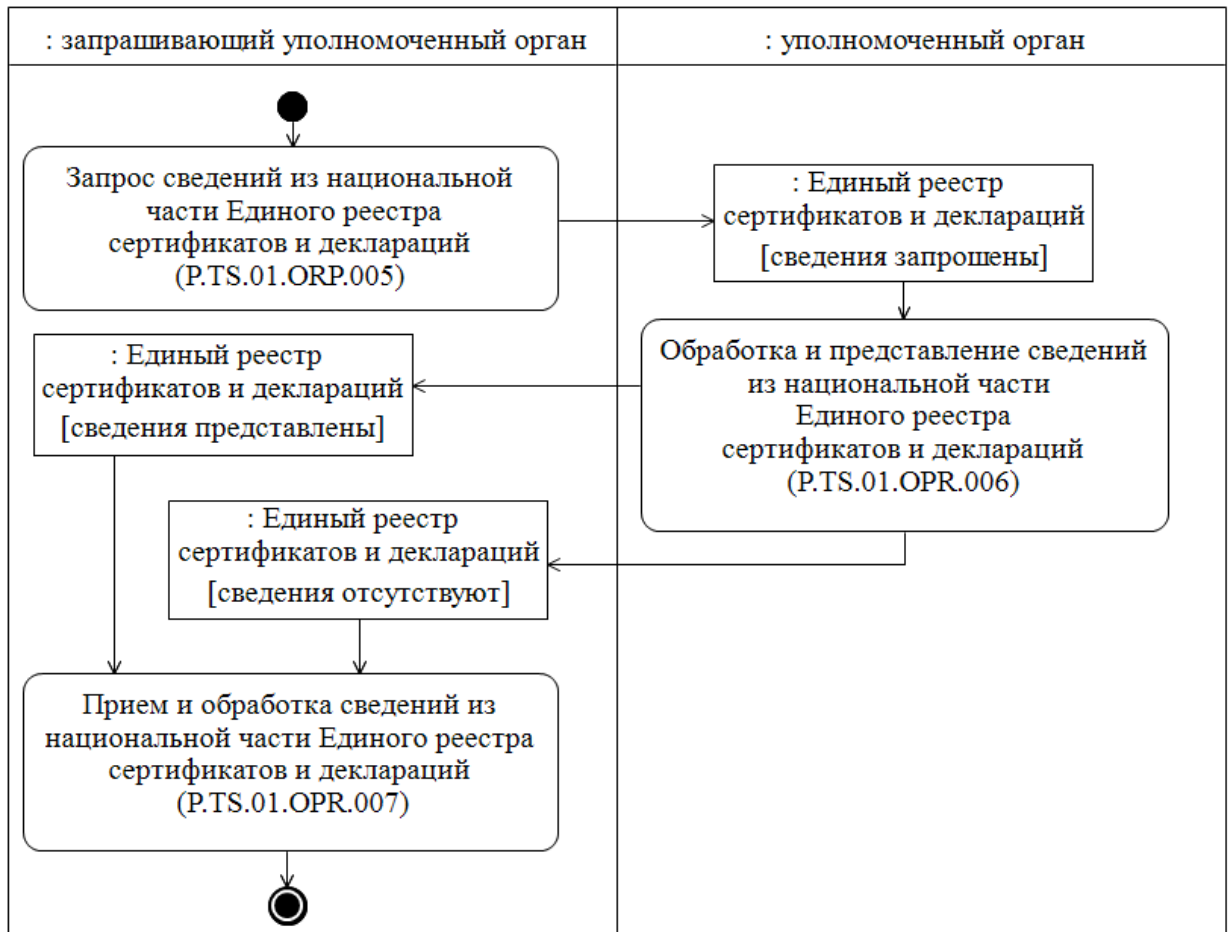 : запрашивающий уполномоченный орган
: уполномоченный орган
Запрос сведений из национальной
части Единого реестра
сертификатов и деклараций
(P.TS.01.ORP.005)
: Единый реестр
сертификатов и деклараций
[сведения запрошены]
: Единый реестр
сертификатов и деклараций
[сведения представлены]
Обработка и представление сведений
из национальной части
Единого реестра
сертификатов и деклараций
(P.TS.01.OPR.006)
: Единый реестр
сертификатов и деклараций
[сведения отсутствуют]
Прием и обработка сведений из
национальной части Единого реестра
сертификатов и деклараций
(P.TS.01.OPR.007)